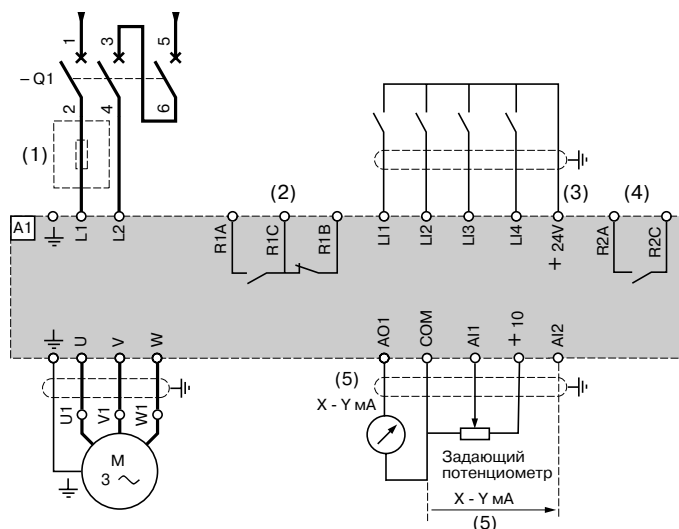 1 3 5
– Q1
2 4 6
(1) (2) (3) (4)
A1
L1 L2 R1A R1C R1B LI1 LI2 LI3 LI4 + 24V R2A R2C
U V W AO1 COM AI1 + 10 AI2
(5)
X - Y мА
U1 V1 W1
M
3
Задающий
потенциометр
X - Y мА
(5)